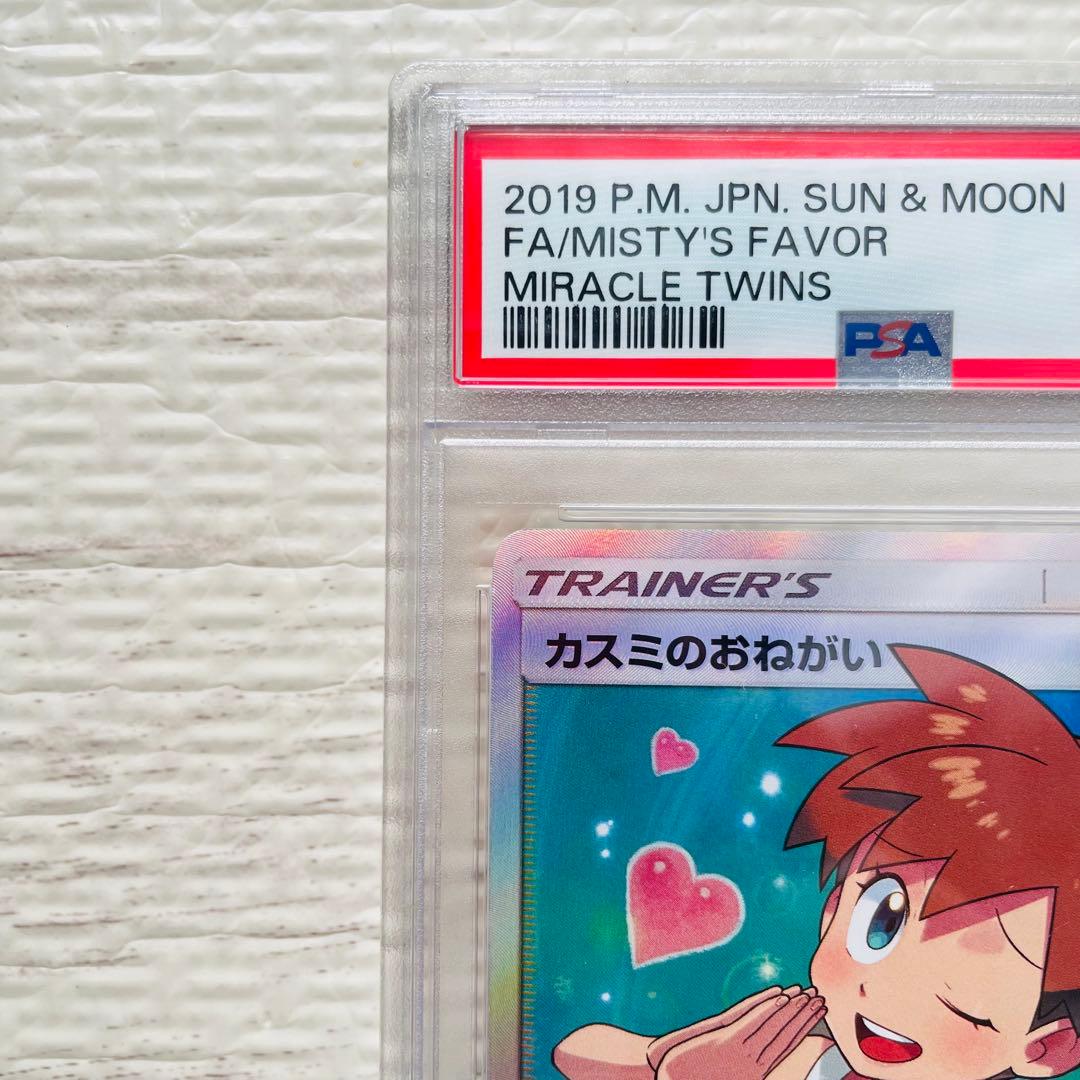 2019 P.M. JPN. SUN & MOON
FA/MISTY'S FAVOR
MIRACLE TWINS
PSA
TRAINER'S
カスミのおねがい